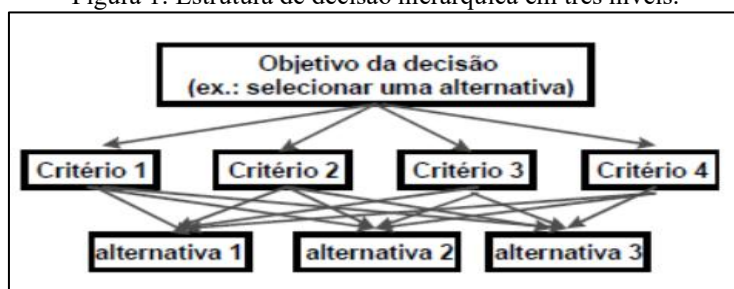 Figura 1: Estrutura de decisão hierárquica em três níveis.
Objetivo da decisão
(ex.: selecionar uma alternativa)
Critério 1 Critério 2 Critério 3 Critério 4
alternativa 1 alternativa 2 alternativa 3